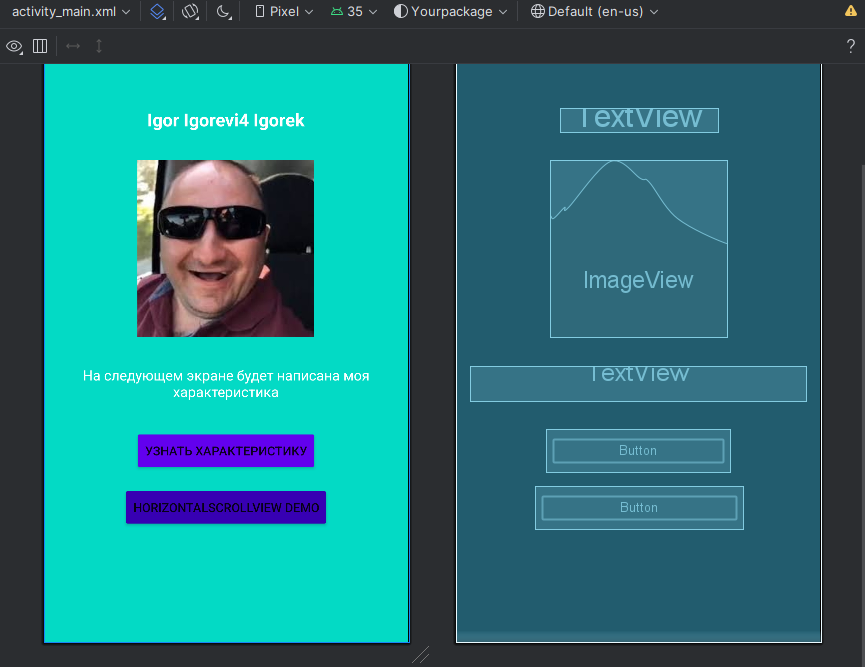 activity_main.xml Pixel 35 Yourpackage Default (en-us)
?
Igor Igorevi4 Igorek
TextView
ImageView
На следующем экране будет написана моя
характеристика
TextView
УЗНАТЬ ХАРАКТЕРИСТИКУ
Button
HORIZONTALSCROLLVIEW DEMO
Button